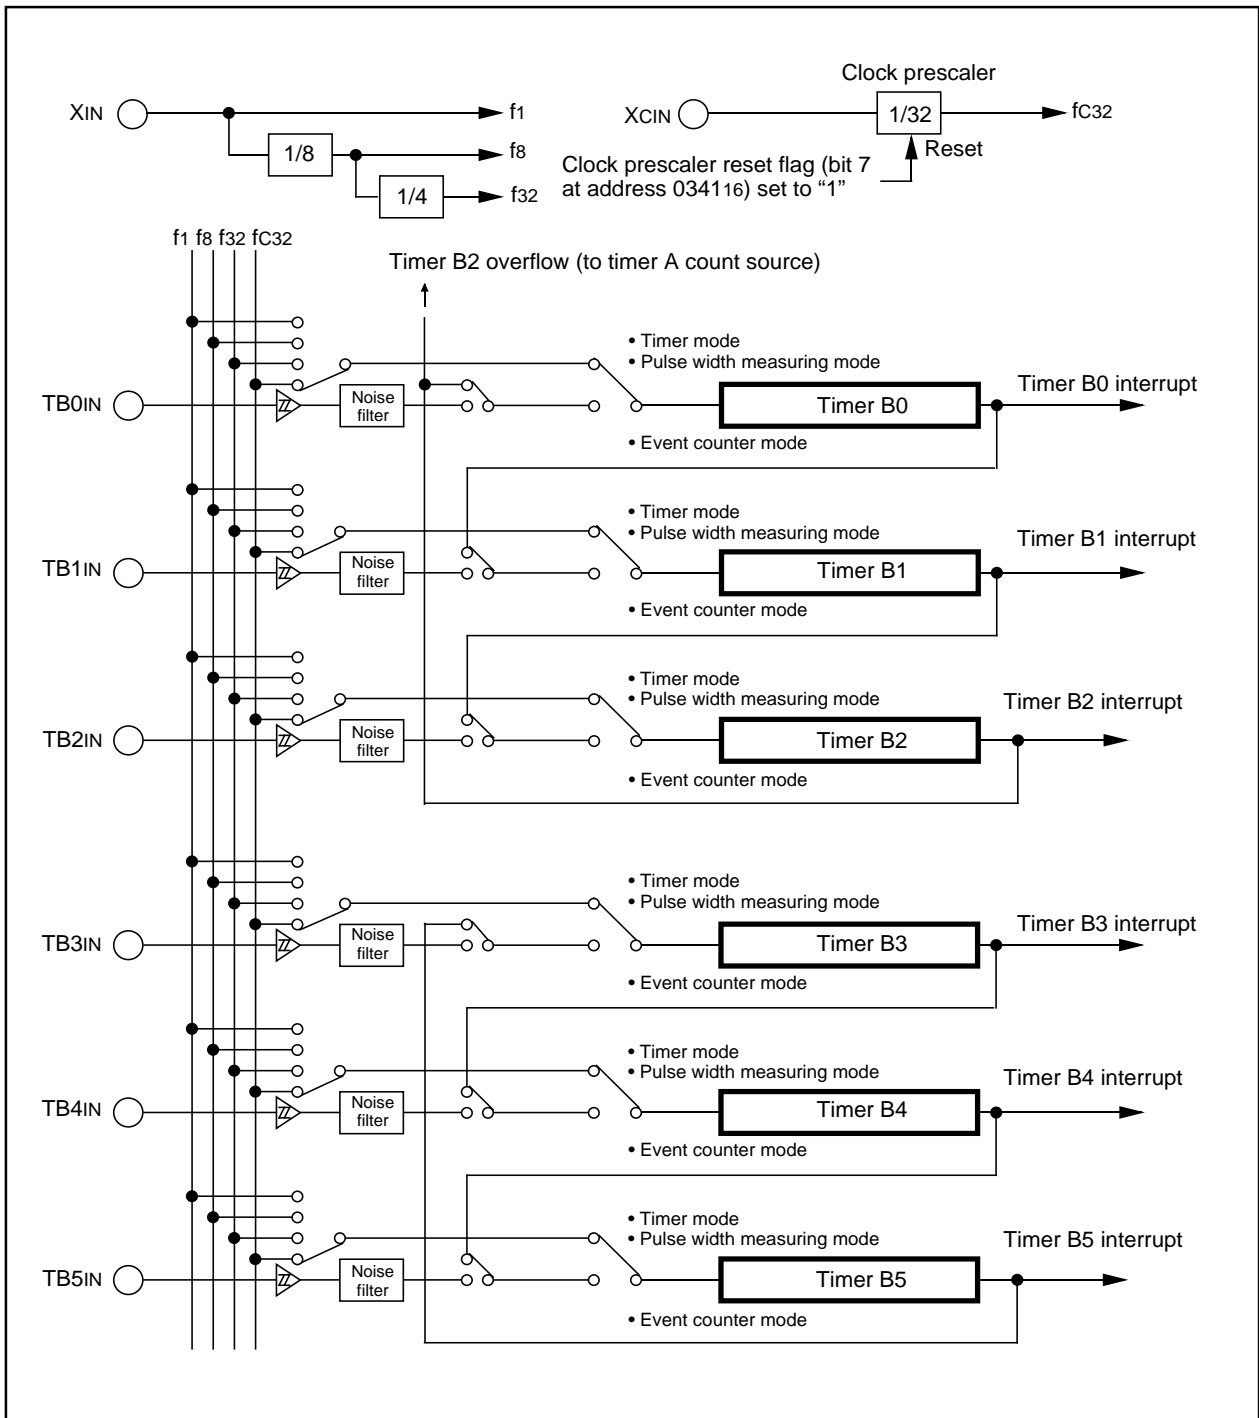 Clock prescaler
XIN
f1
XCIN
1/32
fC32
1/8
f8
Reset
Clock prescaler reset flag (bit 7
at address 034116) set to “1”
1/4
f32
f1 f8 f32 fC32
Timer B2 overflow (to timer A count source)
• Timer mode
• Pulse width measuring mode
TB0IN
Noise
filter
Timer B0
Timer B0 interrupt
• Event counter mode
• Timer mode
• Pulse width measuring mode
TB1IN
Noise
filter
Timer B1
Timer B1 interrupt
• Event counter mode
• Timer mode
• Pulse width measuring mode
TB2IN
Noise
filter
Timer B2
Timer B2 interrupt
• Event counter mode
• Timer mode
• Pulse width measuring mode
TB3IN
Noise
filter
Timer B3
Timer B3 interrupt
• Event counter mode
• Timer mode
• Pulse width measuring mode
TB4IN
Noise
filter
Timer B4
Timer B4 interrupt
• Event counter mode
• Timer mode
• Pulse width measuring mode
TB5IN
Noise
filter
Timer B5
Timer B5 interrupt
• Event counter mode